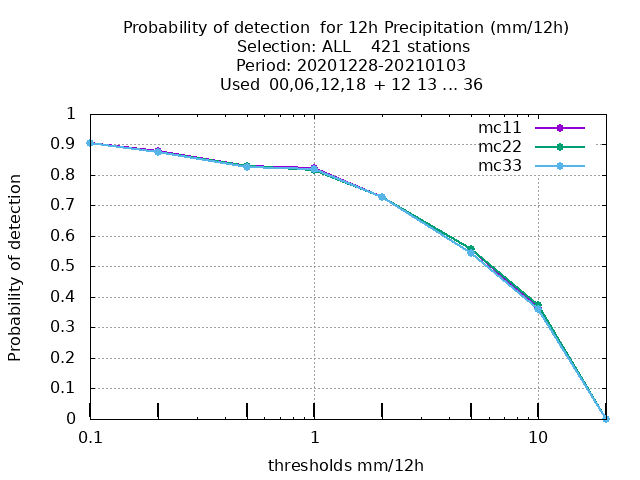 Probability of detection  for 12h Precipitation (mm/12h)
Selection: ALL    421 stations
Period: 20201228-20210103
Used  00,06,12,18  + 12 13 ... 36
mc11
mc22
mc33
1
0.9
0.8
0.7
0.6
0.5
0.4
0.3
0.2
0.1
0
Probability of detection
0.1
1
10
thresholds mm/12h